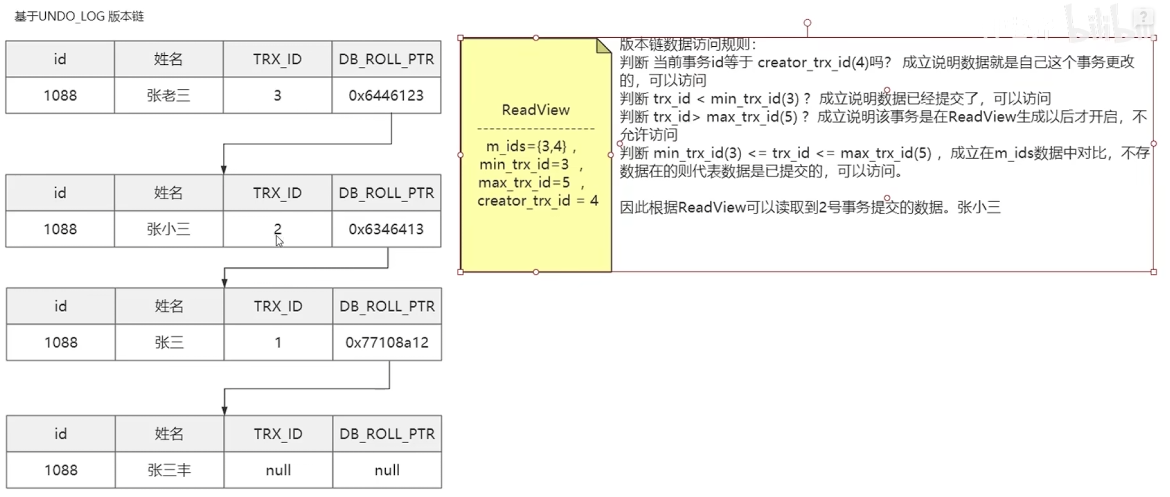 基于UNDO_LOG 版本链
id 姓名 TRX_ID DB_ROLL_PTR
1088 张老三 3 0x6446123
id 姓名 TRX_ID DB_ROLL_PTR
1088 张小三 2 0x6346413
id 姓名 TRX_ID DB_ROLL_PTR
1088 张三 1 0x77108a12
id 姓名 TRX_ID DB_ROLL_PTR
1088 张三丰 null null
ReadView
m_ids={3,4} ,
min_trx_id=3 ,
max_trx_id=5 ,
creator_trx_id = 4
版本链数据访问规则:
判断 当前事务id等于 creator_trx_id(4)吗? 成立说明数据就是自己这个事务更改
的，可以访问
判断 trx_id < min_trx_id(3) ? 成立说明数据已经提交了，可以访问
判断 trx_id> max_trx_id(5) ? 成立说明该事务是在ReadView生成以后才开启，不
允许访问
判断 min_trx_id(3) <= trx_id <= max_trx_id(5) ，成立在m_ids数据中对比，不存
数据在的则代表数据是已提交的，可以访问。
因此根据ReadView可以读取到2号事务提交的数据。张小三
bilibili
?